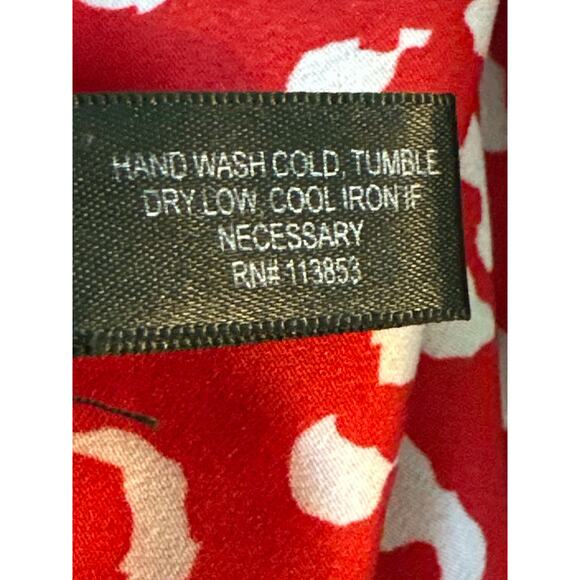 HAND WASH COLD, TUMBLE
DRY LOW, COOL IRON IF
NECESSARY
RN# 113853